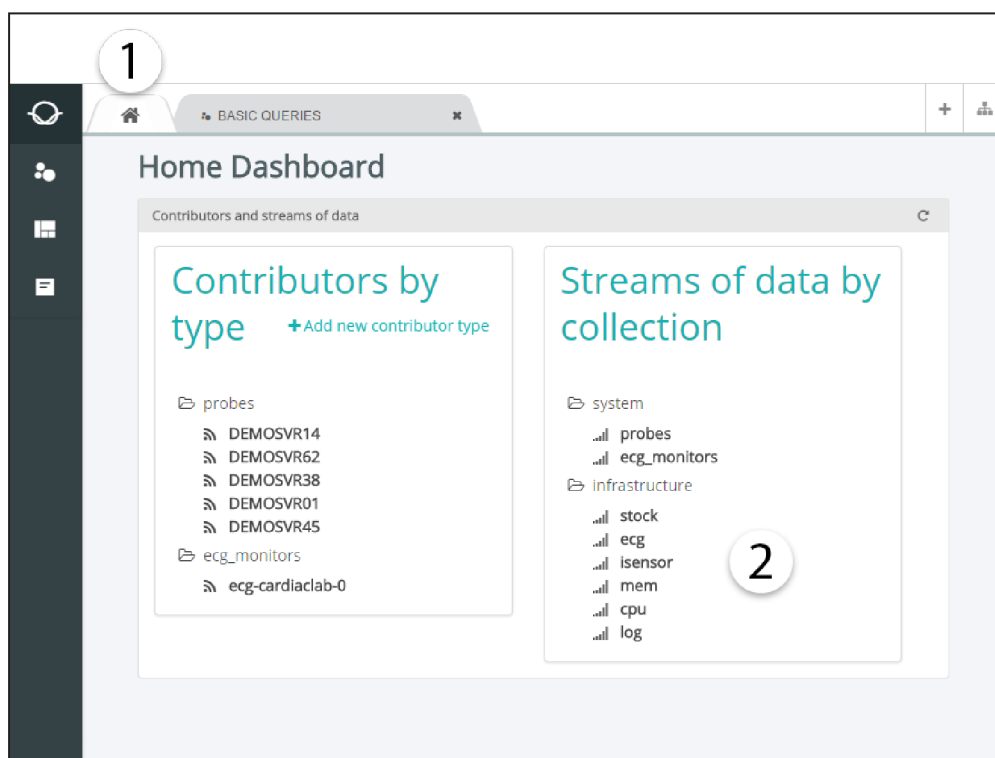 1
BASIC QUERIES
Home Dashboard
Contributors and streams of data
Contributors by
type
Add new contributor type
probes
DEMOSVR14
DEMOSVR62
DEMOSVR38
DEMOSVR01
DEMOSVR45
ecg_monitors
ecg-cardiaclab-0
Streams of data by
collection
system
probes
ecg_monitors
infrastructure
stock
ecg
isensor
mem
cpu
log
2